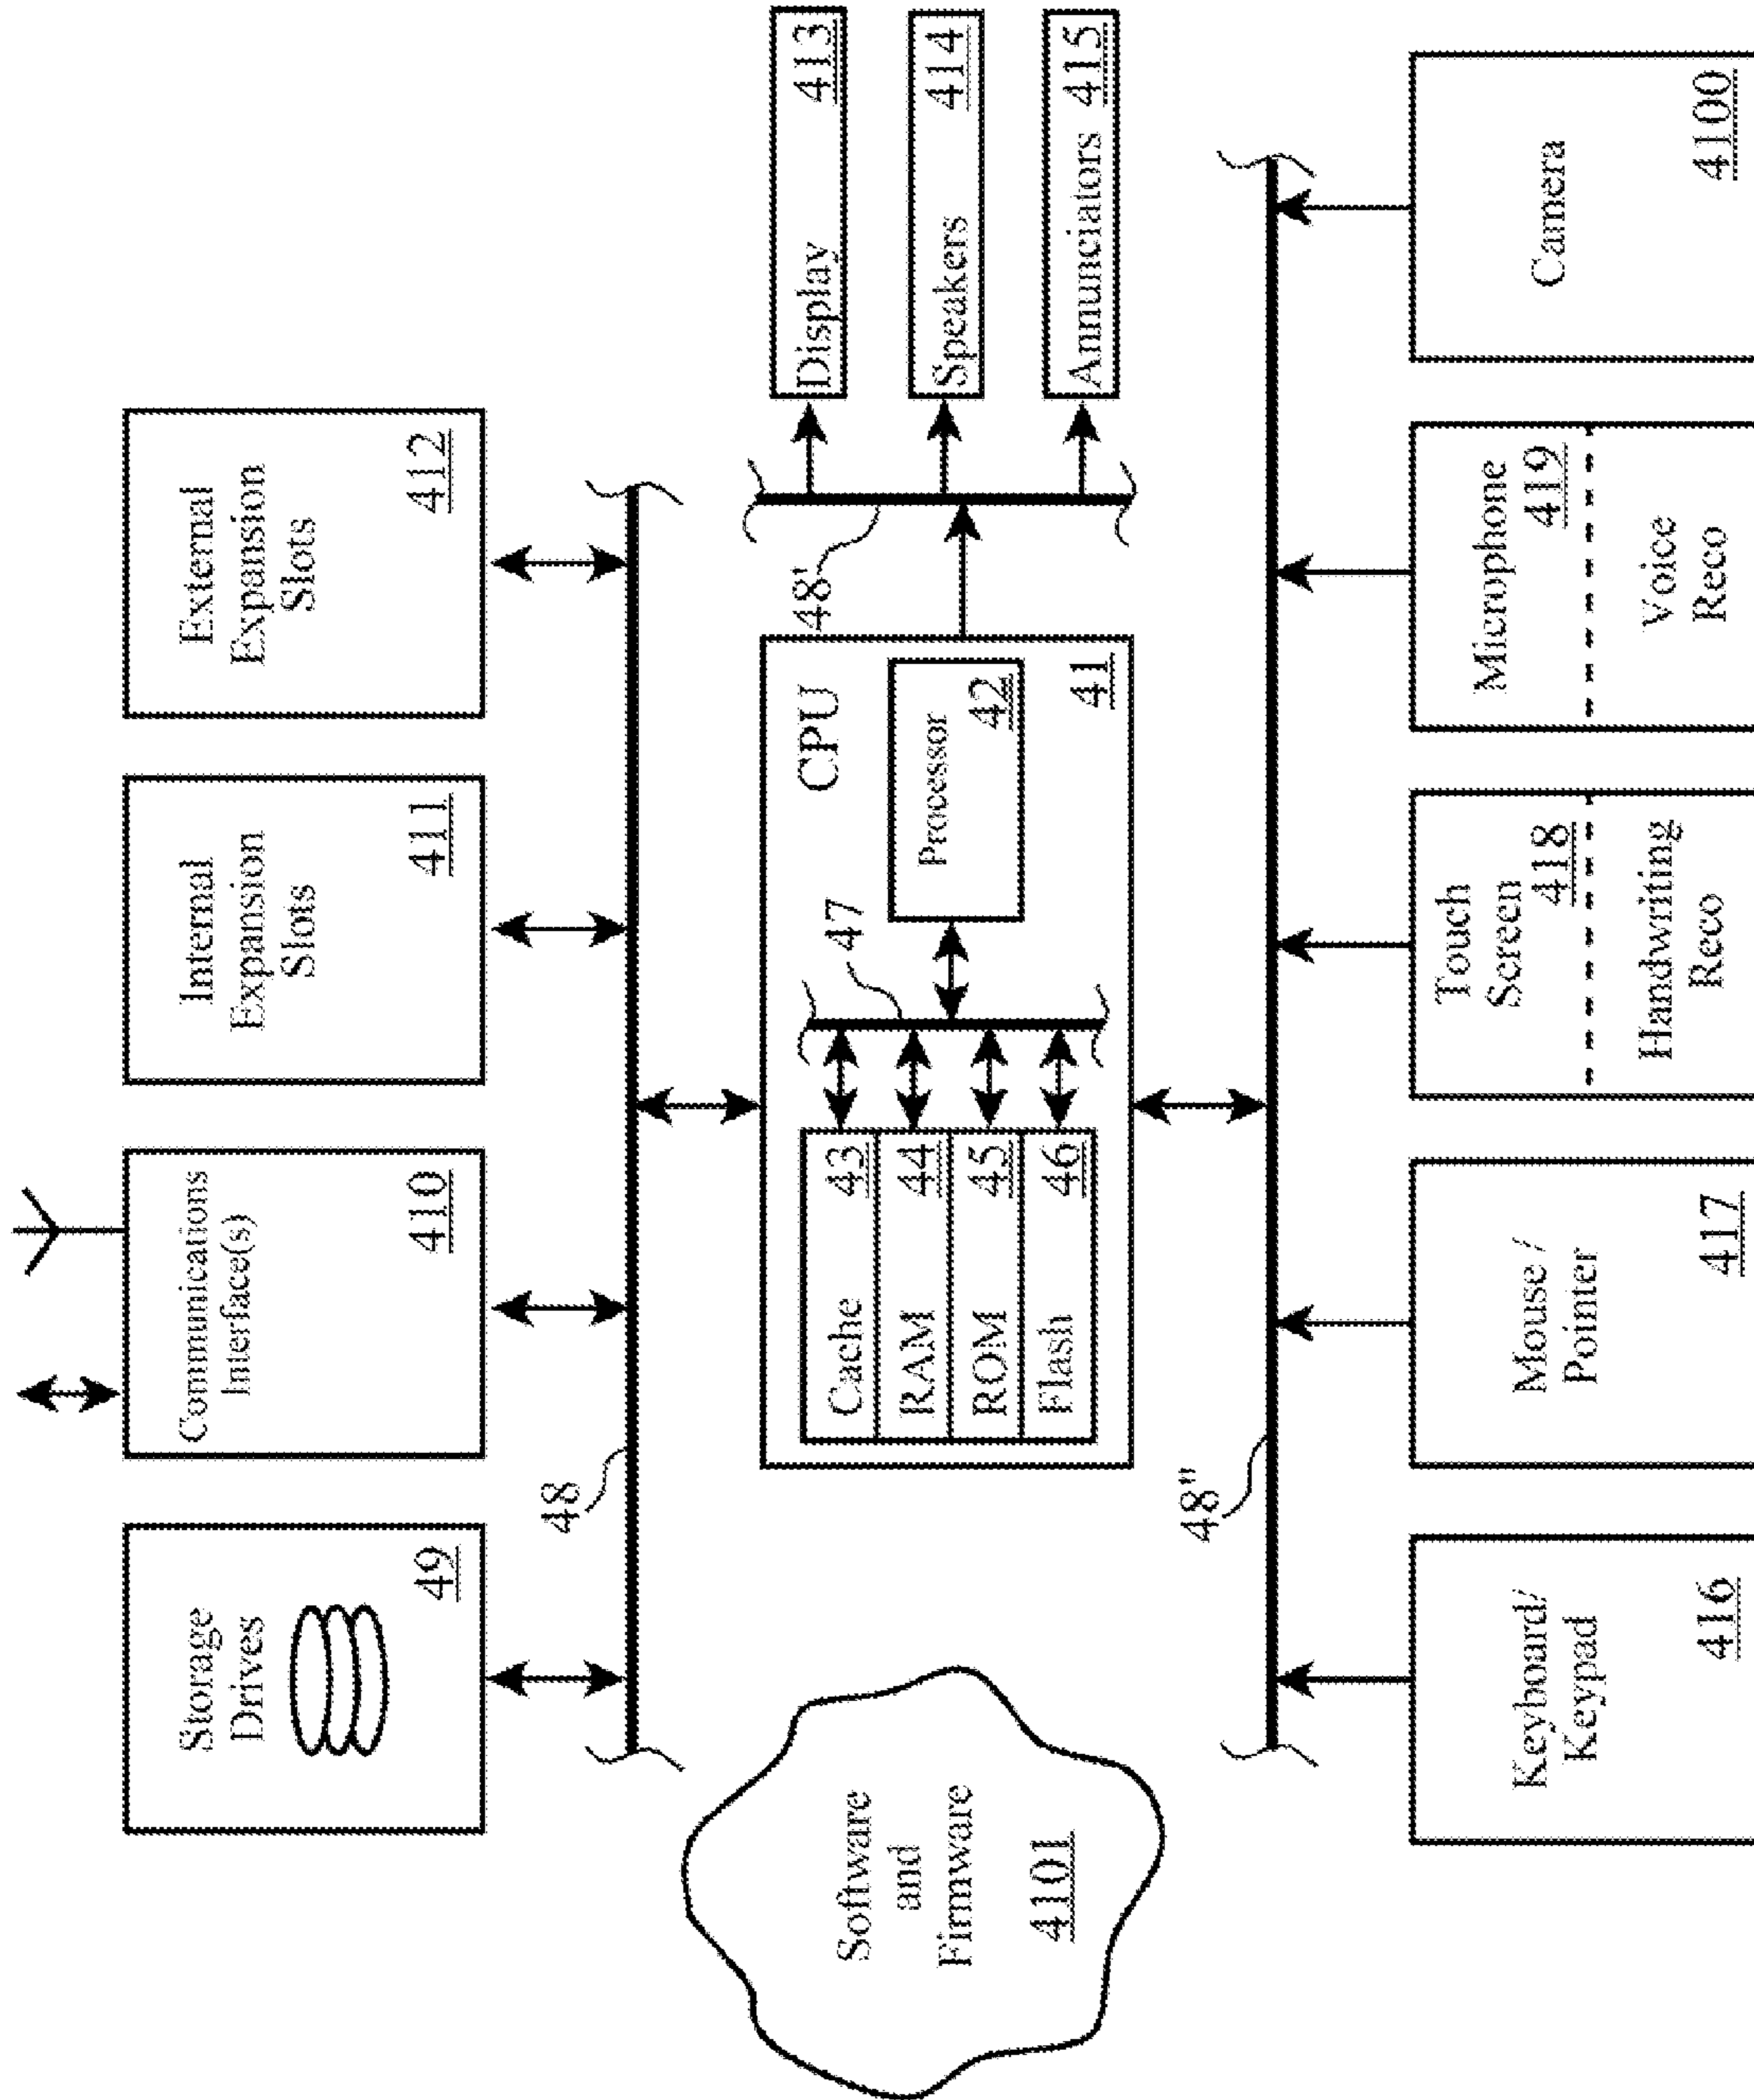 Storage
Drives
49
Communications
Interface(s)
410
Internal
Expansion
Slots
411
External
Expansion
Slots
412
48
Software
and
Firmware
4101
CPU
Cache 43
RAM 44
ROM 45
Flash 46
47
Processor
42
41
48'
Display 413
Speakers 414
Annunciators 415
48"
Keyboard/
Keypad
416
Mouse /
Pointer
417
Touch
Screen
418
Handwriting
Reco
Microphone
419
Voice
Reco
Camera
4100